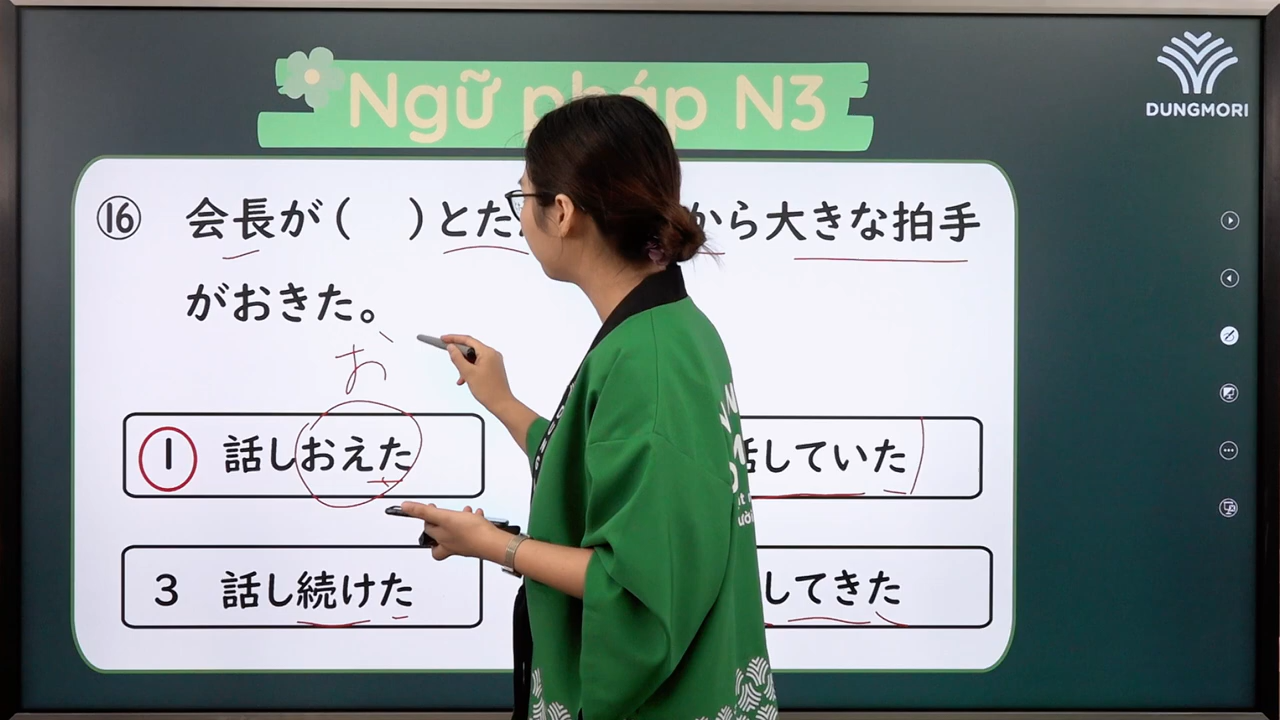 Ngữ pháp N3
DUNGMORI
⑯ 会長が( )とた から大きな拍手
がおきた。
お
1 話しおえた
話していた
3 話し続けた
してきた